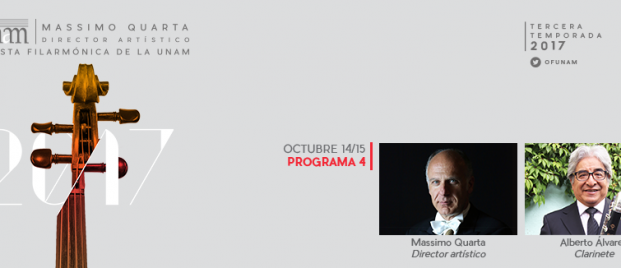 MASSIMO QUARTA
DIRECTOR ARTÍSTICO
STA FILARMÓNICA DE LA UNAM
2017
TERCERA
TEMPORADA
2017
OFUNAM
OCTUBRE 14/15
PROGRAMA 4
Massimo Quarta
Director artístico
Alberto Álvare
Clarinete